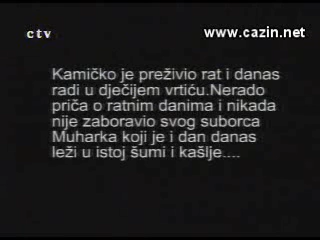 ctv
www.cazin.net
Kamičko je preživio rat i danas
radi u dječijem vrtiću.Nerado
priča o ratnim danima i nikada
nije zaboravio svog suborca
Muharka koji je i dan danas
leži u istoj šumi i kašlje....